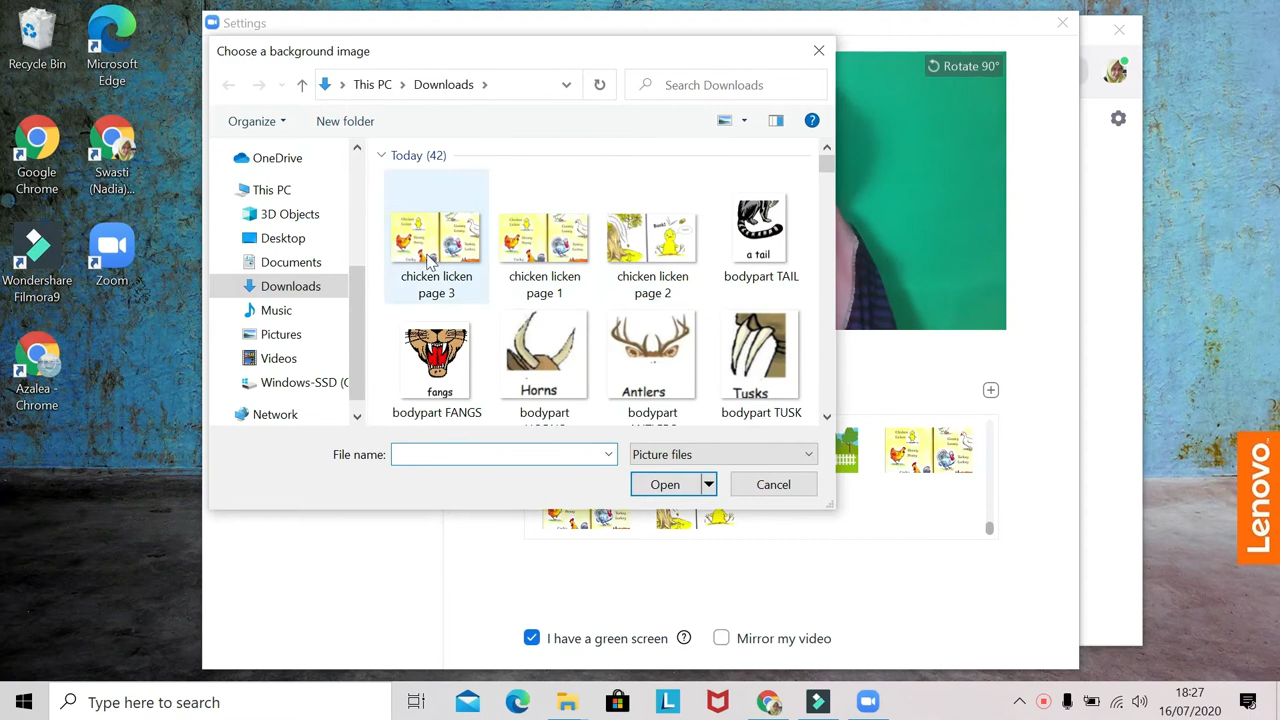 Settings
Choose a background image
This PC
Downloads
Search Downloads
Organize
New folder
OneDrive
This PC
3D Objects
Desktop
Documents
Downloads
Music
Pictures
Videos
Windows-SSD (C
Network
Today (42)
chicken licken
page 3
chicken licken
page 1
chicken licken
page 2
a tail
bodypart TAIL
fangs
bodypart FANGS
Horns
bodypart
Antlers
bodypart
Tusks
bodypart TUSK
File name:
Picture files
Open
Cancel
Rotate 90°
I have a green screen
Mirror my video
Recycle Bin
Microsoft
Edge
Google
Chrome
Swasti
(Nadia)...
Wondershare
Filmora9
Zoom
Azalea -
Chrome
Lenovo
Type here to search
18:27
16/07/2020